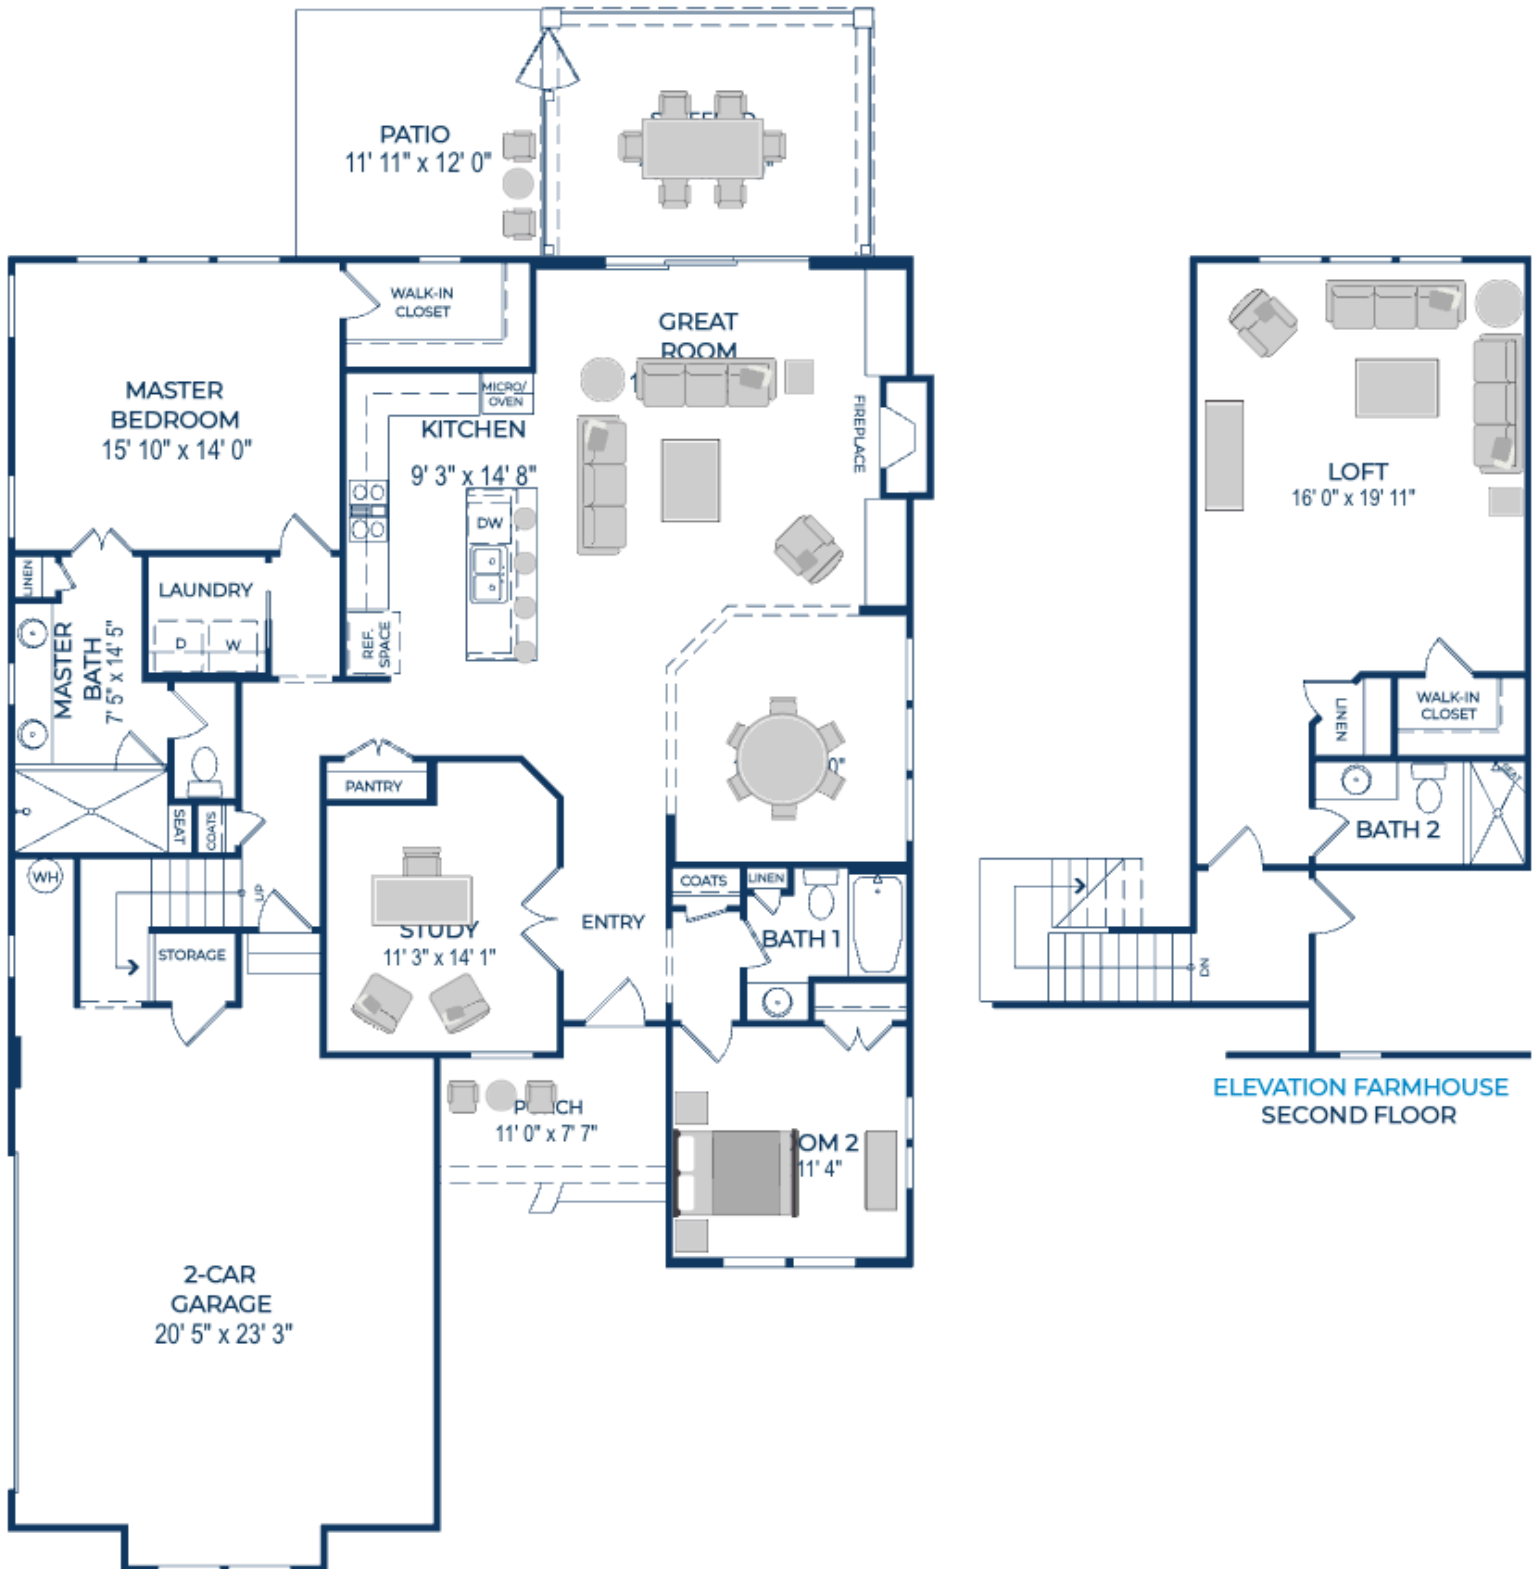 PATIO
11' 11" x 12' 0"
WALK-IN
CLOSET
GREAT
ROOM
MASTER
BEDROOM
15' 10" x 14' 0"
MICRO/
OVEN
KITCHEN
9' 3" x 14' 8"
FIREPLACE
DW
LINEN
LAUNDRY
D
W
REF.
SPACE
MASTER
BATH
7' 5" x 14' 5"
PANTRY
SEAT
COATS
WH
UP
STORAGE
STUDY
11' 3" x 14' 1"
ENTRY
COATS
LINEN
BATH 1
11' 0" x 7' 7"
OM 2
11' 4"
2-CAR
GARAGE
20' 5" x 23' 3"
LOFT
16' 0" x 19' 11"
LINEN
WALK-IN
CLOSET
SEAT
BATH 2
DN
ELEVATION FARMHOUSE
SECOND FLOOR